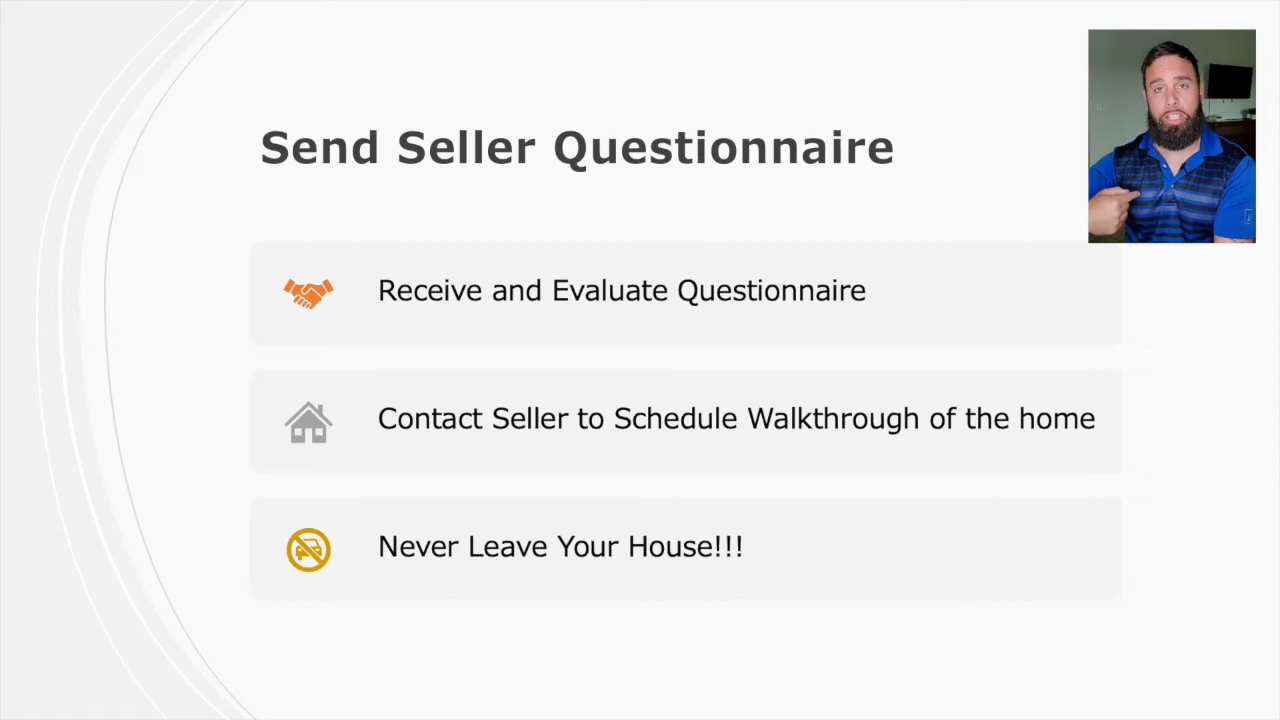 Send Seller Questionnaire
Receive and Evaluate Questionnaire
Contact Seller to Schedule Walkthrough of the home
Never Leave Your House!!!